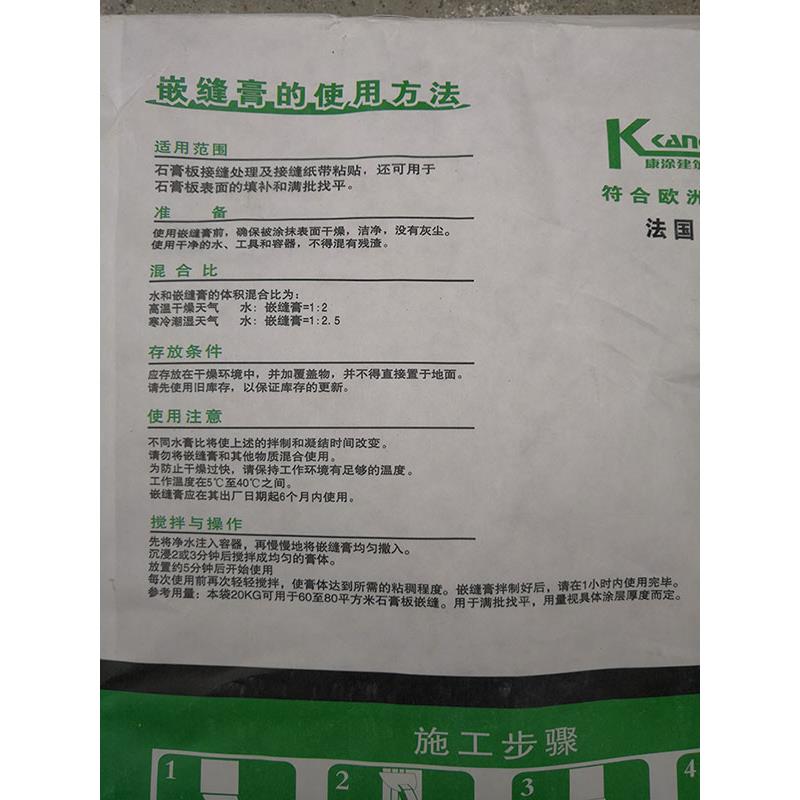 嵌缝膏的使用方法
适用范围
石膏板接缝处理及接缝纸带粘贴，还可用于
石膏板表面的填补和满批找平。
准 备
使用嵌缝膏前，确保被涂抹表面干燥，洁净，没有灰尘。
使用干净的水、工具和容器，不得混有残渣。
混合比
水和嵌缝膏的体积混合比为：
高温干燥天气 水：嵌缝膏=1:2
寒冷潮湿天气 水：嵌缝膏=1:2.5
存放条件
应存放在干燥环境中，并加覆盖物，并不得直接置于地面。
请先使用旧库存，以保证库存的更新。
使用注意
不同水膏比将使上述的拌制和凝结时间改变。
请勿将嵌缝膏和其他物质混合使用。
为防止干燥过快，请保持工作环境有足够的温度。
工作温度在5℃至40℃之间。
嵌缝膏应在其出厂日期起6个月内使用。
搅拌与操作
先将净水注入容器，再慢慢地将嵌缝膏均匀撒入。
沉浸2或3分钟后搅拌成均匀的膏体。
放置约5分钟后开始使用
每次使用前再次轻轻搅拌，使膏体达到所需的粘稠程度。嵌缝膏拌制好后，请在1小时内使用完毕。
参考用量：本袋20KG可用于60至80平方米石膏板嵌缝。用于满批找平，用量视具体涂层厚度而定。
KKAN
康涂建筑
符合欧洲
法国
施工步骤
1
2
3
4